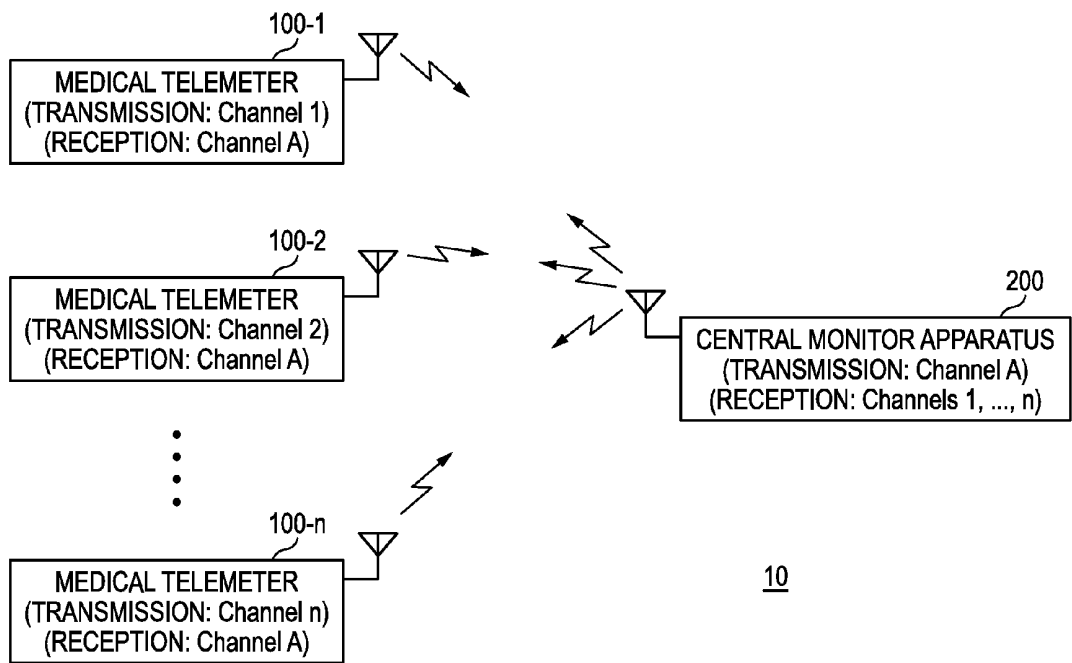 100-1
MEDICAL TELEMETER
(TRANSMISSION: Channel 1)
(RECEPTION: Channel A)
100-2
MEDICAL TELEMETER
(TRANSMISSION: Channel 2)
(RECEPTION: Channel A)
200
CENTRAL MONITOR APPARATUS
(TRANSMISSION: Channel A)
(RECEPTION: Channels 1, ..., n)
100-n
MEDICAL TELEMETER
(TRANSMISSION: Channel n)
(RECEPTION: Channel A)
10